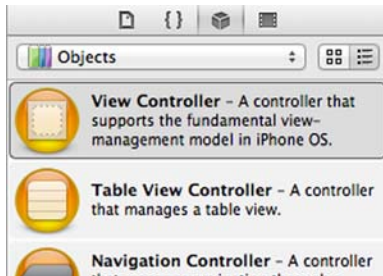 {}
Objects
View Controller – A controller that
supports the fundamental view-
management model in iPhone OS.
Table View Controller – A controller
that manages a table view.
Navigation Controller – A controller